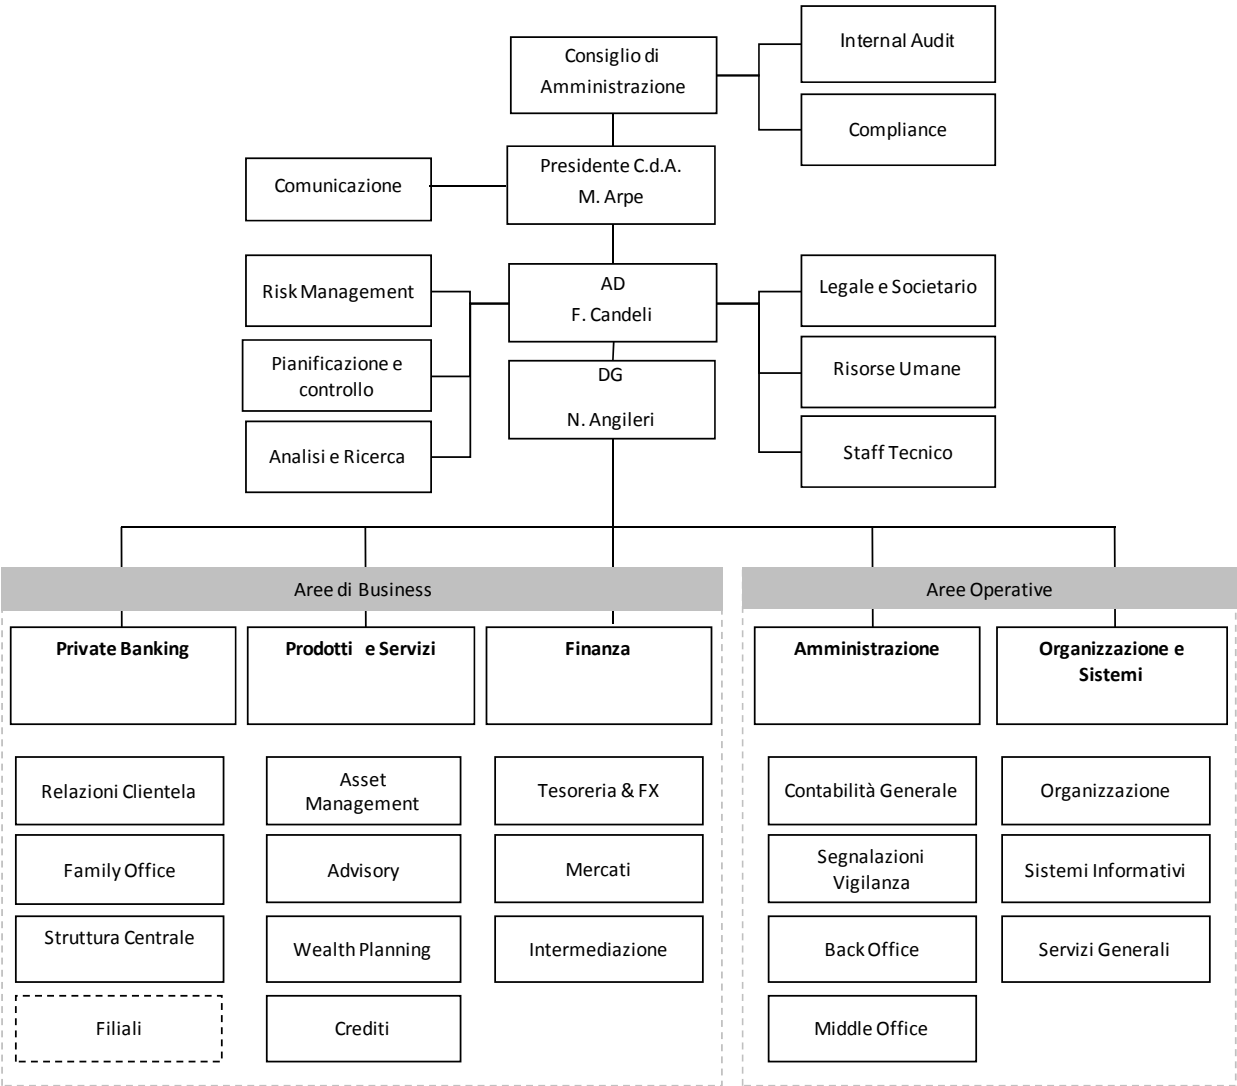 Internal Audit
Consiglio di
Amministrazione
Compliance
Presidente C.d.A.
M. Arpe
Comunicazione
AD
F. Candeli
Risk Management
Legale e Societario
Pianificazione e
controllo
Risorse Umane
DG
N. Angileri
Analisi e Ricerca
Staff Tecnico
Aree di Business
Aree Operative
Private Banking
Prodotti e Servizi
Finanza
Amministrazione
Organizzazione e
Sistemi
Relazioni Clientela
Asset
Management
Tesoreria & FX
Contabilità Generale
Organizzazione
Family Office
Advisory
Mercati
Segnalazioni
Vigilanza
Sistemi Informativi
Struttura Centrale
Wealth Planning
Intermediazione
Back Office
Servizi Generali
Filiali
Crediti
Middle Office